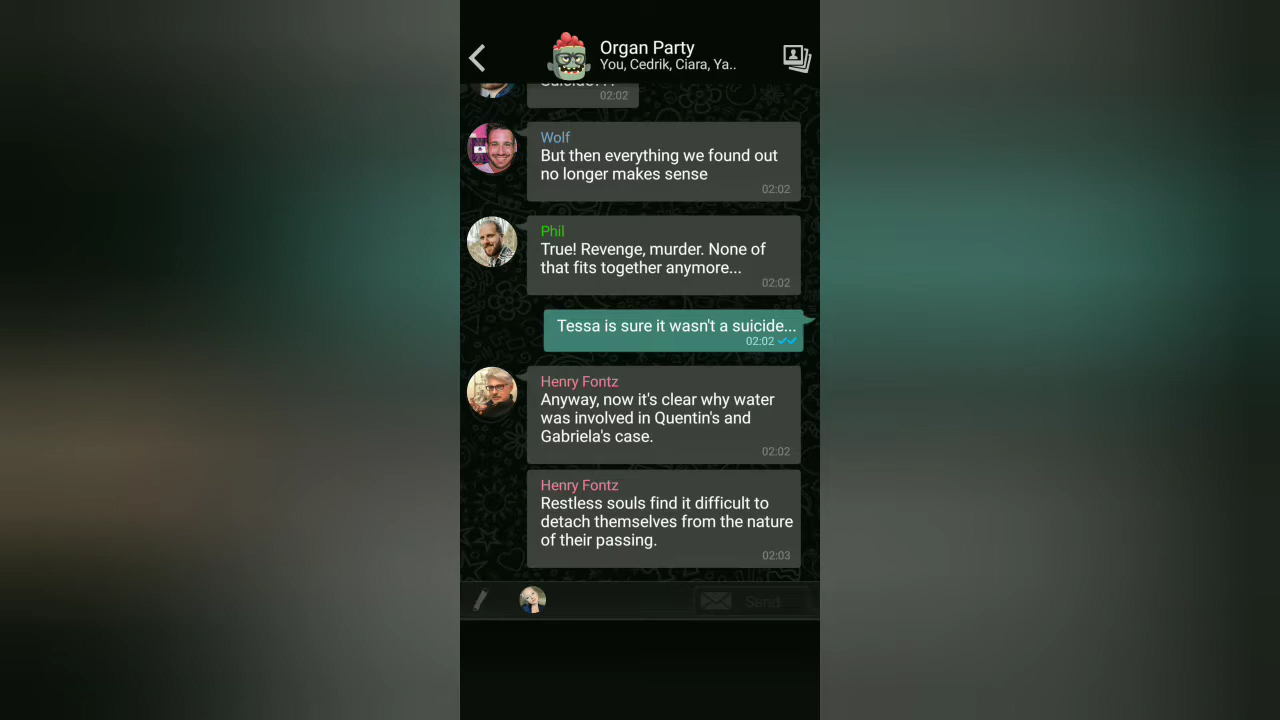 Organ Party
You, Cedrik, Ciara, Ya..
02:02
Wolf
But then everything we found out
no longer makes sense
02:02
Phil
True! Revenge, murder. None of
that fits together anymore...
02:02
Tessa is sure it wasn't a suicide...
02:02
Henry Fontz
Anyway, now it's clear why water
was involved in Quentin's and
Gabriela's case.
02:02
Henry Fontz
Restless souls find it difficult to
detach themselves from the nature
of their passing.
02:03
Send